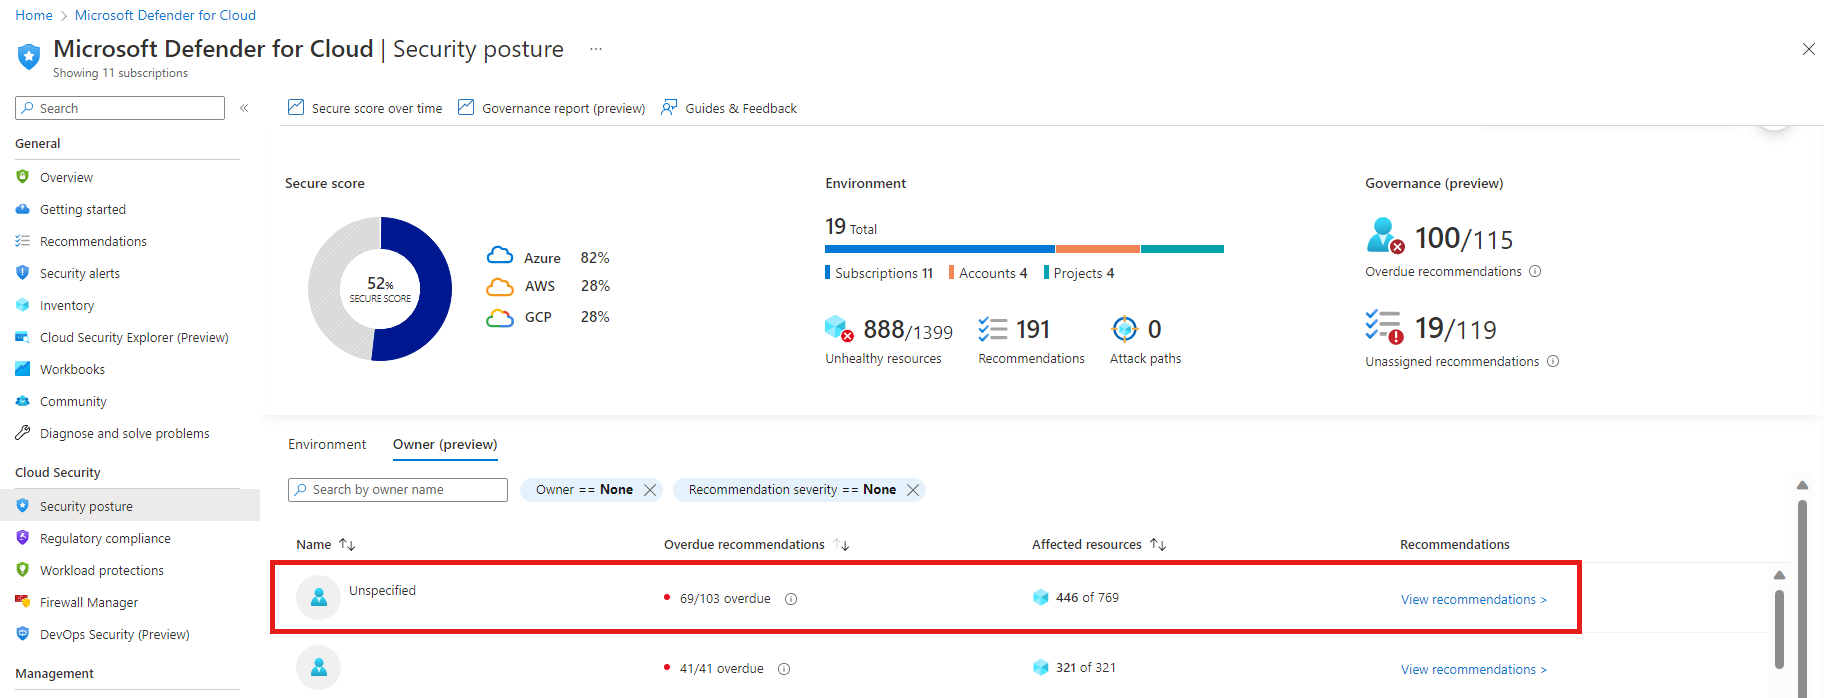 Home > Microsoft Defender for Cloud
Microsoft Defender for Cloud | Security posture ...
Showing 11 subscriptions
Search «
General
Overview
Getting started
Recommendations
Security alerts
Inventory
Cloud Security Explorer (Preview)
Workbooks
Community
Diagnose and solve problems
Cloud Security
Security posture
Regulatory compliance
Workload protections
Firewall Manager
DevOps Security (Preview)
Management
Secure score over time Governance report (preview) Guides & Feedback
Secure score
52%
SECURE SCORE
Azure 82%
AWS 28%
GCP 28%
Environment
19 Total
Subscriptions 11 Accounts 4 Projects 4
888/1399 191 0
Unhealthy resources Recommendations Attack paths
Governance (preview)
100/115
Overdue recommendations
19/119
Unassigned recommendations
Environment Owner (preview)
Search by owner name Owner == None Recommendation severity == None
Name Overdue recommendations Affected resources Recommendations
Unspecified 69/103 overdue 446 of 769 View recommendations >
41/41 overdue 321 of 321 View recommendations >